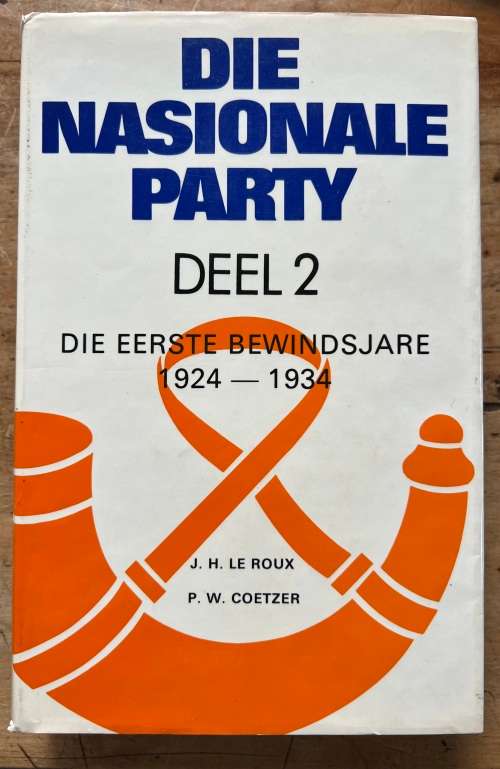 DIE
NASIONALE
PARTY
DEEL 2
DIE EERSTE BEWINDSJARE
1924 — 1934
J. H. LE ROUX
P. W. COETZER